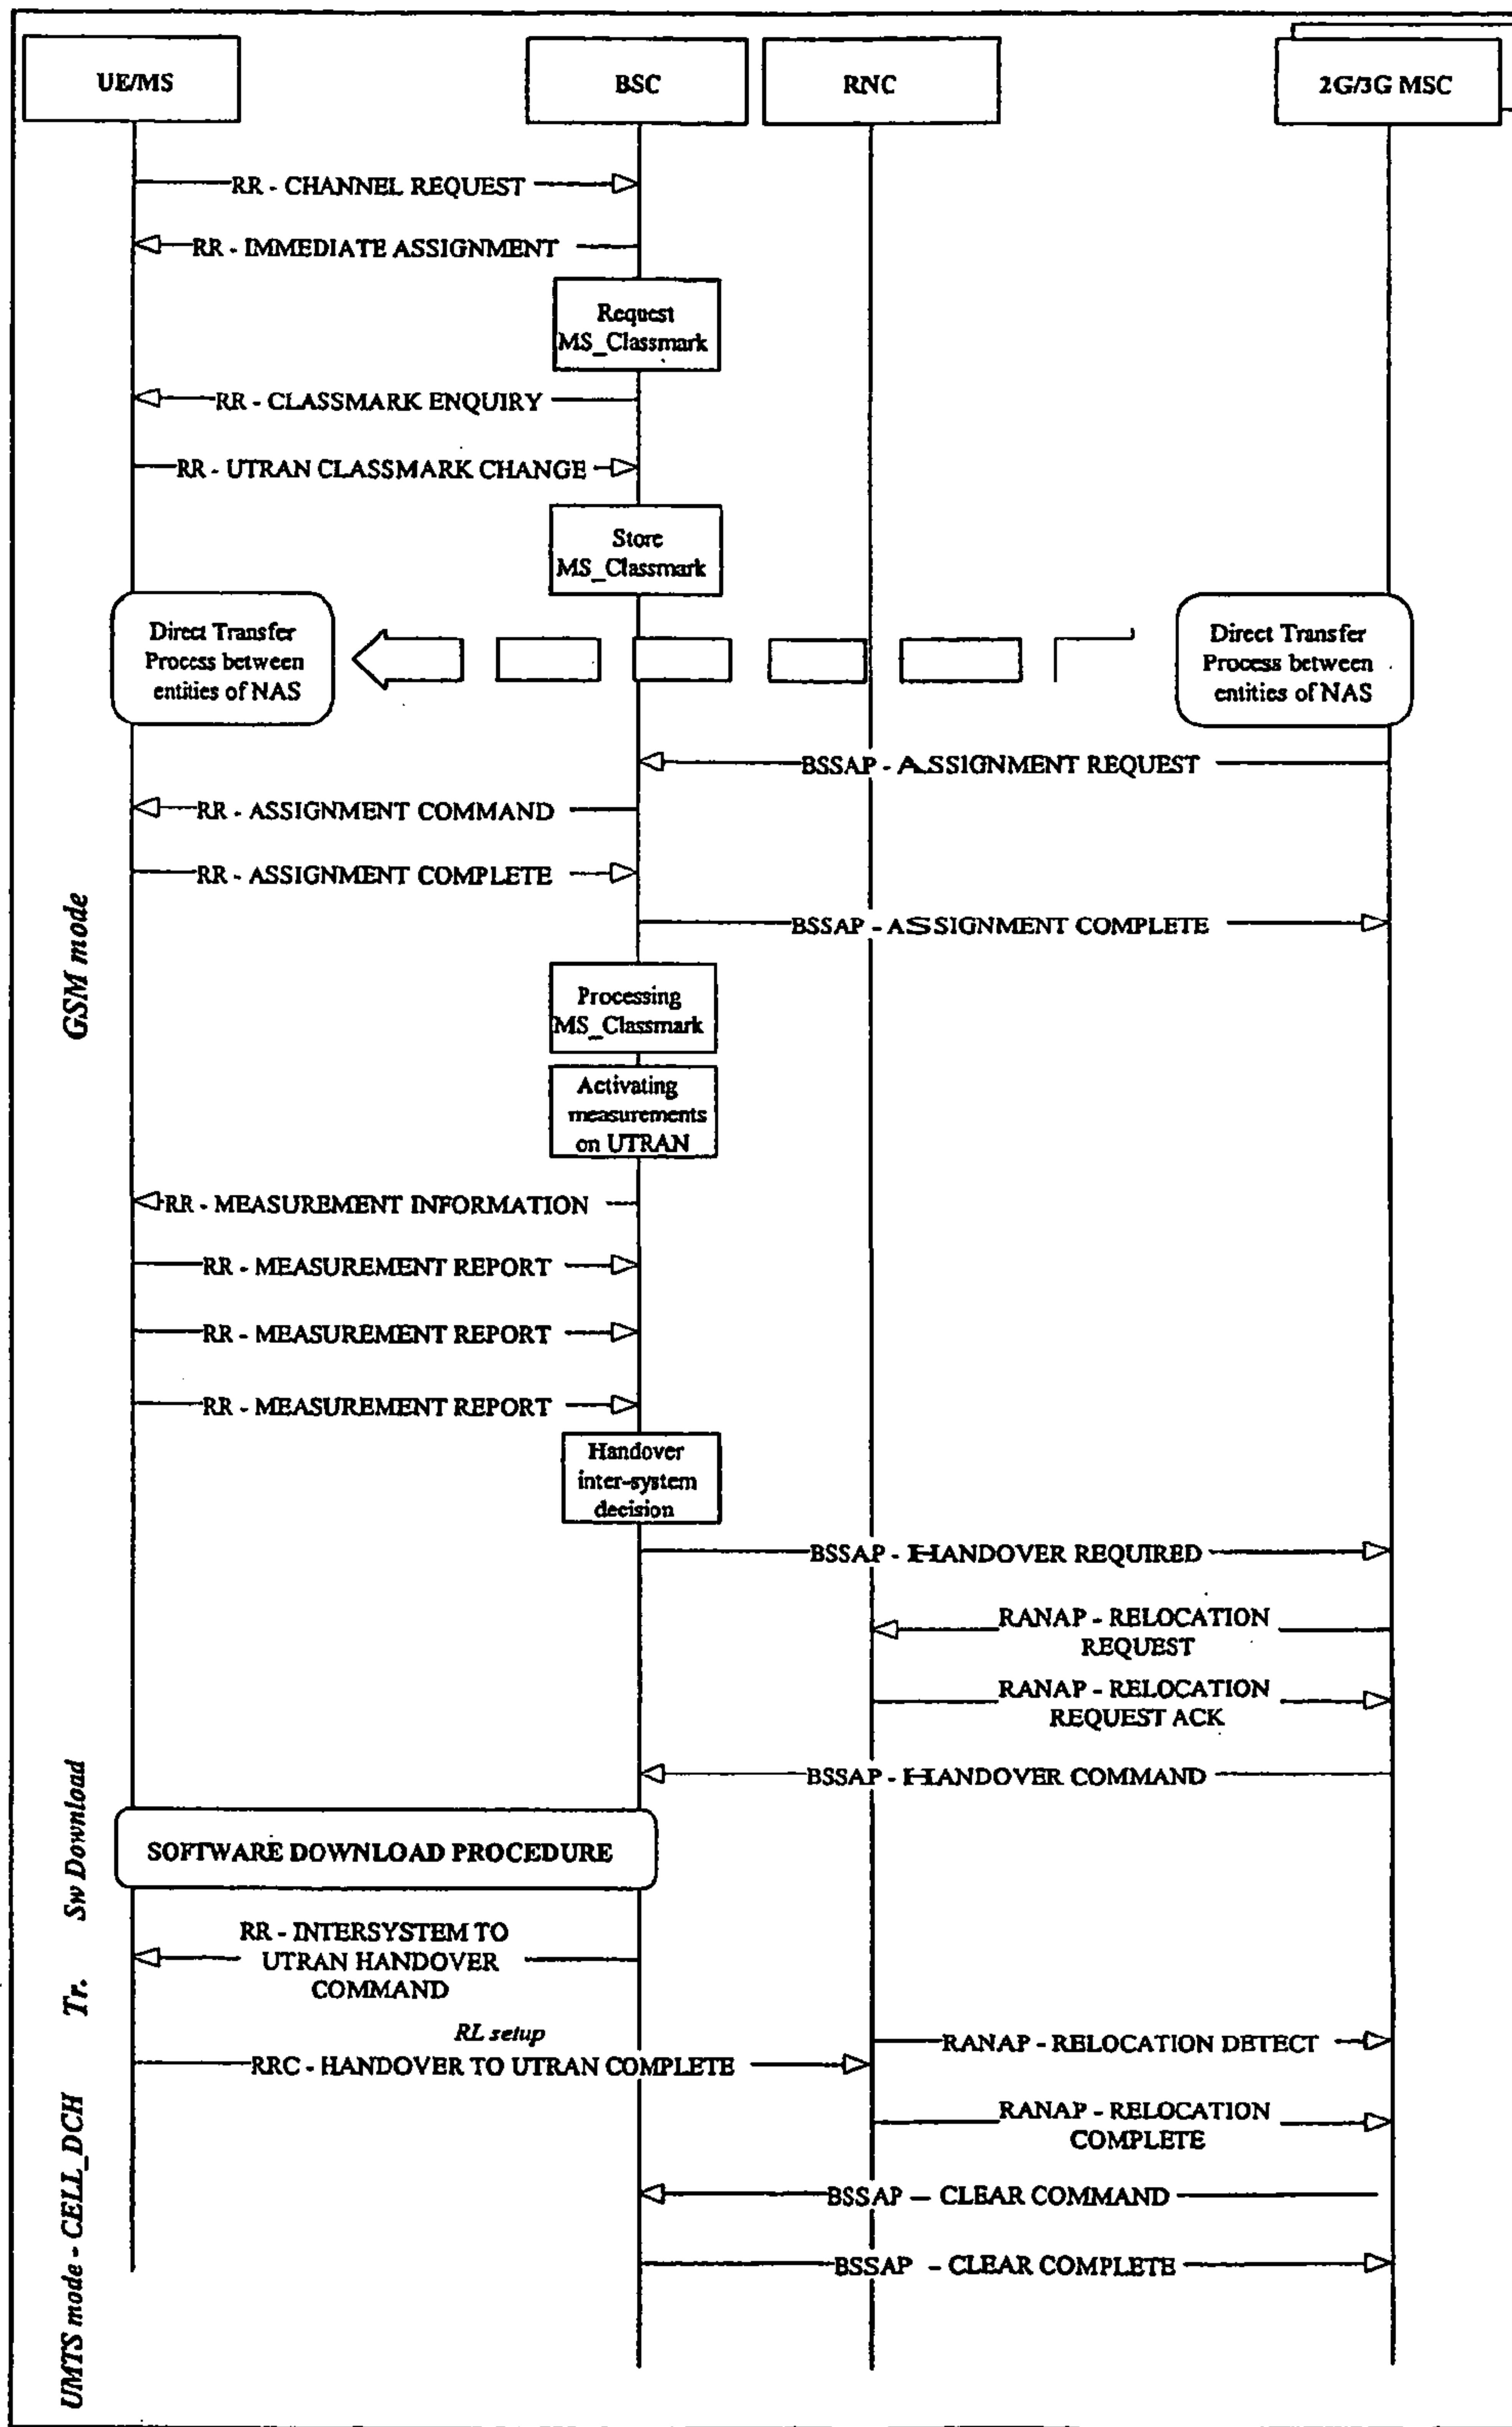 UE/MS
BSC
RNC
2G/3G MSC
RR - CHANNEL REQUEST
RR - IMMEDIATE ASSIGNMENT
Request
MS_Classmark
RR - CLASSMARK ENQUIRY
RR - UTRAN CLASSMARK CHANGE
Store
MS_Classmark
Direct Transfer
Process between
entities of NAS
Direct Transfer
Process between
entities of NAS
BSSAP - ASSIGNMENT REQUEST
RR - ASSIGNMENT COMMAND
RR - ASSIGNMENT COMPLETE
BSSAP - ASSIGNMENT COMPLETE
GSM mode
Processing
MS_Classmark
Activating
measurements
on UTRAN
RR - MEASUREMENT INFORMATION
RR - MEASUREMENT REPORT
RR - MEASUREMENT REPORT
RR - MEASUREMENT REPORT
Handover
inter-system
decision
BSSAP - HANDOVER REQUIRED
RANAP - RELOCATION
REQUEST
RANAP - RELOCATION
REQUEST ACK
BSSAP - HANDOVER COMMAND
Sw Download
SOFTWARE DOWNLOAD PROCEDURE
RR - INTERSYSTEM TO
UTRAN HANDOVER
COMMAND
Tr.
RL setup
RANAP - RELOCATION DETECT
RRC - HANDOVER TO UTRAN COMPLETE
RANAP - RELOCATION
COMPLETE
UMTS mode - CELL_DCH
BSSAP – CLEAR COMMAND
BSSAP – CLEAR COMPLETE